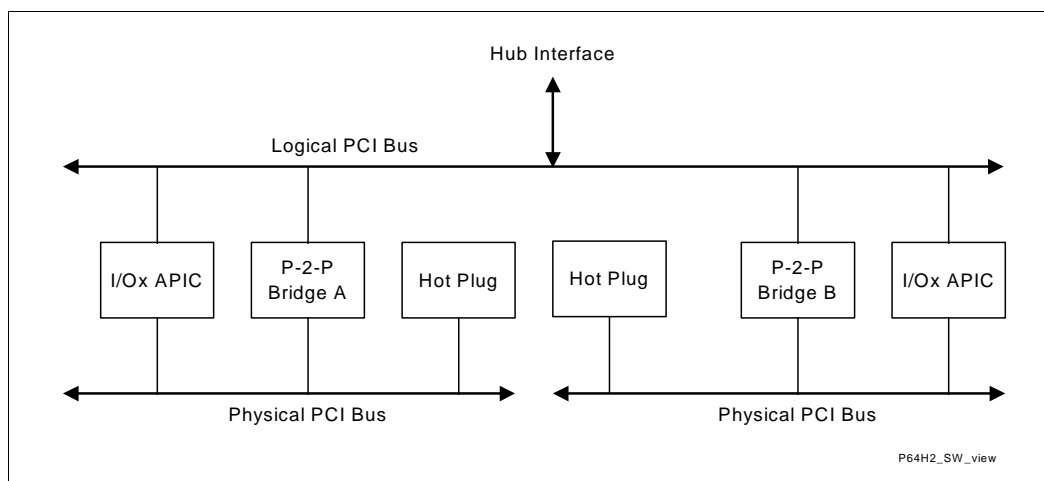 Hub Interface
Logical PCI Bus
I/Ox APIC
P-2-P
Bridge A
Hot Plug
Hot Plug
P-2-P
Bridge B
I/Ox APIC
Physical PCI Bus
Physical PCI Bus
P64H2_SW_view